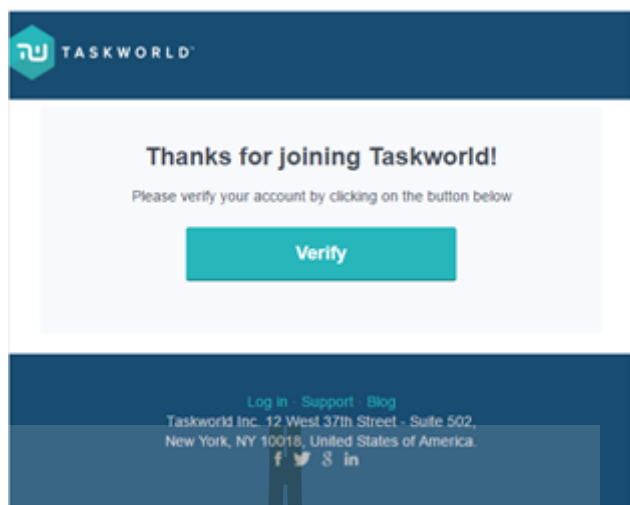 TASKWORLD
Thanks for joining Taskworld!
Please verify your account by clicking on the button below
Verify
Log in · Support · Blog
Taskworld Inc. 12 West 37th Street - Suite 502,
New York, NY 10018, United States of America.